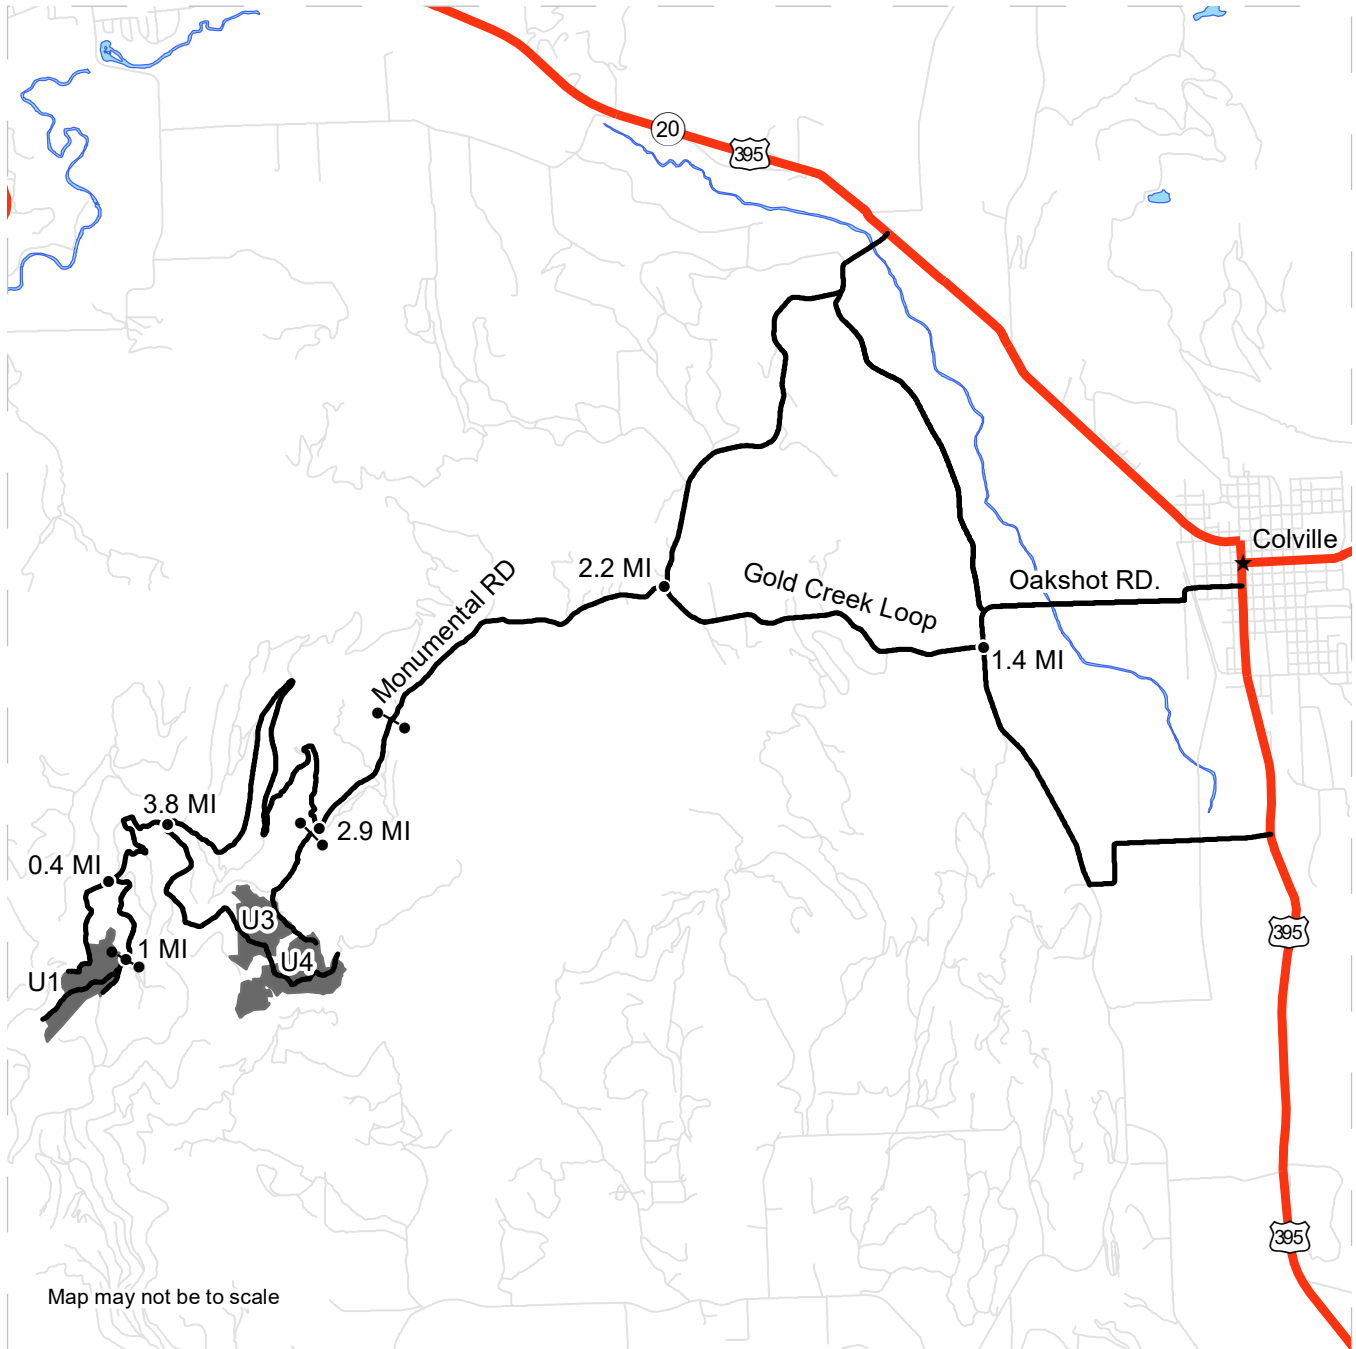 20
395
Colville
2.2 MI
Gold Creek Loop
Oakshot RD.
Monumental RD
1.4 MI
3.8 MI
2.9 MI
0.4 MI
U3
1 MI
U4
U1
395
395
Map may not be to scale